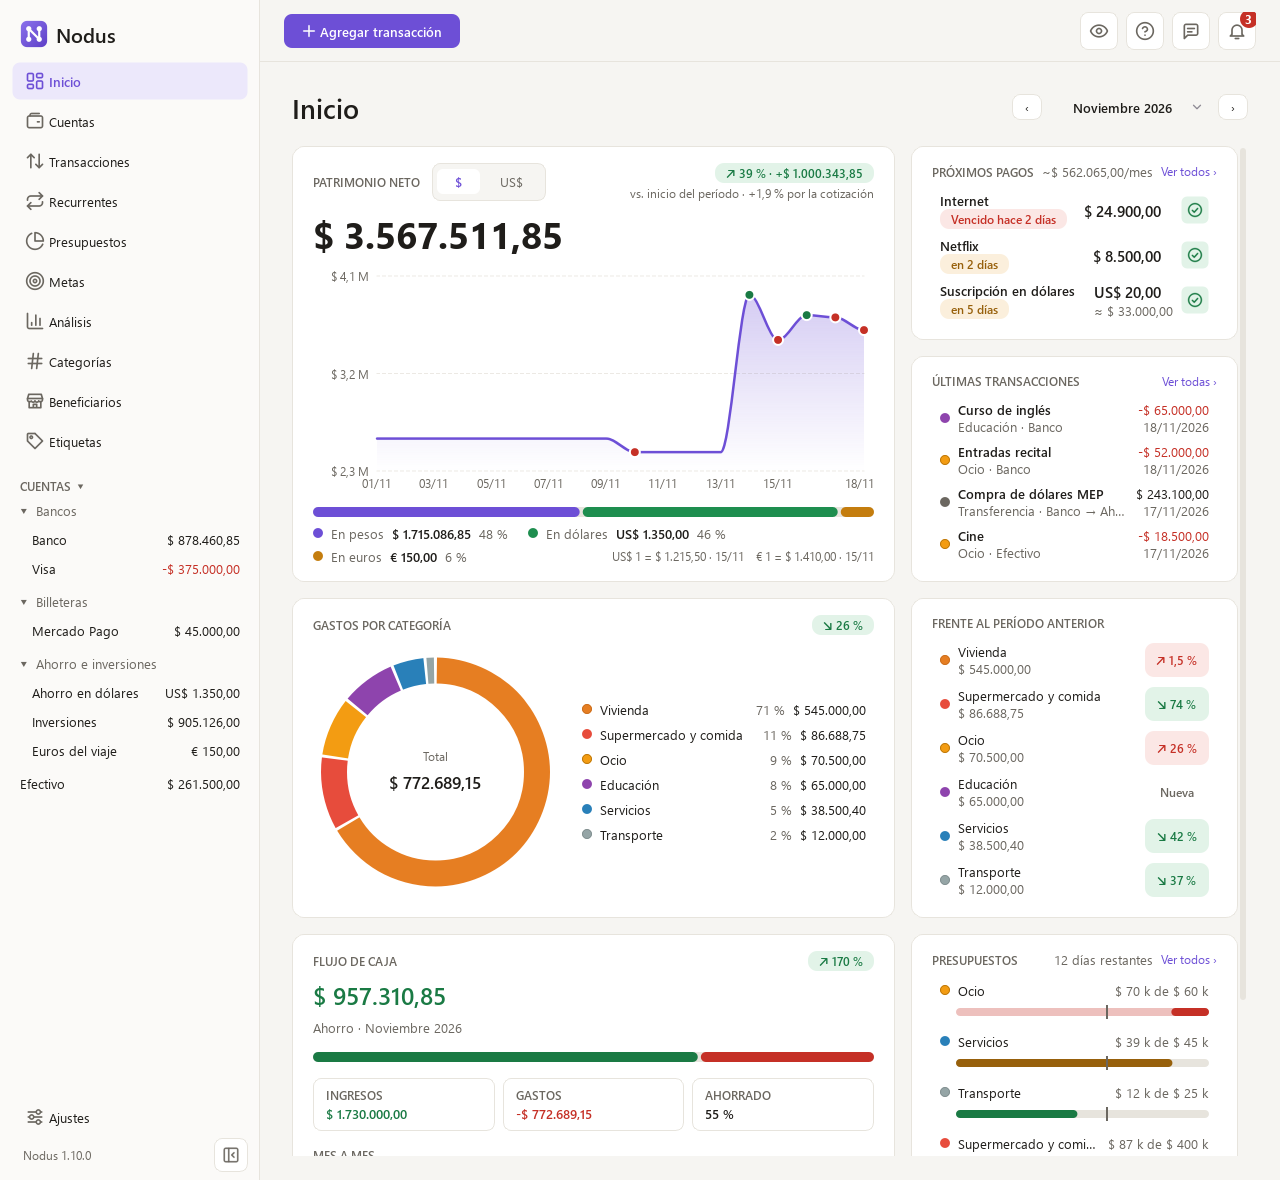 Nodus
Inicio
Cuentas
Transacciones
Recurrentes
Presupuestos
Metas
Análisis
Categorías
Beneficiarios
Etiquetas
CUENTAS
Bancos
Banco $ 878.460,85
Visa -$ 375.000,00
Billeteras
Mercado Pago $ 45.000,00
Ahorro e inversiones
Ahorro en dólares US$ 1.350,00
Inversiones $ 905.126,00
Euros del viaje € 150,00
Efectivo $ 261.500,00
Ajustes
Nodus 1.10.0
Agregar transacción
3
Inicio
‹ Noviembre 2026 ›
PATRIMONIO NETO $ US$
↗ 39 % · +$ 1.000.343,85
vs. inicio del período · +1,9 % por la cotización
$ 3.567.511,85
$ 4,1 M
$ 3,2 M
$ 2,3 M
01/11 03/11 05/11 07/11 09/11 11/11 13/11 15/11 18/11
En pesos $ 1.715.086,85 48 % En dólares US$ 1.350,00 46 %
En euros € 150,00 6 % US$ 1 = $ 1.215,50 · 15/11 € 1 = $ 1.410,00 · 15/11
PRÓXIMOS PAGOS ~$ 562.065,00/mes Ver todos ›
Internet
Vencido hace 2 días
$ 24.900,00
Netflix
en 2 días
$ 8.500,00
Suscripción en dólares
en 5 días
US$ 20,00
≈ $ 33.000,00
ÚLTIMAS TRANSACCIONES Ver todas ›
Curso de inglés -$ 65.000,00
Educación · Banco 18/11/2026
Entradas recital -$ 52.000,00
Ocio · Banco 18/11/2026
Compra de dólares MEP $ 243.100,00
Transferencia · Banco → Ah... 17/11/2026
Cine -$ 18.500,00
Ocio · Efectivo 17/11/2026
GASTOS POR CATEGORÍA ↘ 26 %
Total
$ 772.689,15
Vivienda 71 % $ 545.000,00
Supermercado y comida 11 % $ 86.688,75
Ocio 9 % $ 70.500,00
Educación 8 % $ 65.000,00
Servicios 5 % $ 38.500,40
Transporte 2 % $ 12.000,00
FRENTE AL PERÍODO ANTERIOR
Vivienda
$ 545.000,00
↗ 1,5 %
Supermercado y comida
$ 86.688,75
↘ 74 %
Ocio
$ 70.500,00
↗ 26 %
Educación
$ 65.000,00
Nueva
Servicios
$ 38.500,40
↘ 42 %
Transporte
$ 12.000,00
↘ 37 %
FLUJO DE CAJA ↗ 170 %
$ 957.310,85
Ahorro · Noviembre 2026
INGRESOS
$ 1.730.000,00
GASTOS
-$ 772.689,15
AHORRADO
55 %
MES A MES
PRESUPUESTOS 12 días restantes Ver todos ›
Ocio $ 70 k de $ 60 k
Servicios $ 39 k de $ 45 k
Transporte $ 12 k de $ 25 k
Supermercado y comi... $ 87 k de $ 400 k